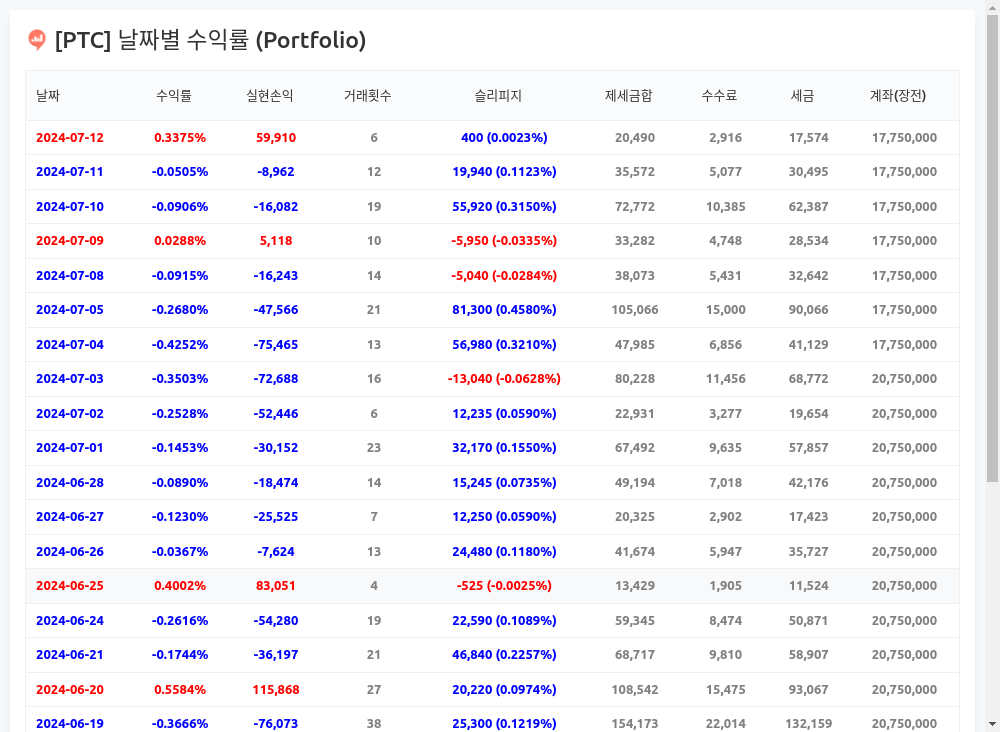 [PTC] 날짜별 수익률 (Portfolio)
날짜 수익률 실현손익 거래횟수 슬리피지 제세금합 수수료 세금 계좌(장전)
2024-07-12 0.3375% 59,910 6 400 (0.0023%) 20,490 2,916 17,574 17,750,000
2024-07-11 -0.0505% -8,962 12 19,940 (0.1123%) 35,572 5,077 30,495 17,750,000
2024-07-10 -0.0906% -16,082 19 55,920 (0.3150%) 72,772 10,385 62,387 17,750,000
2024-07-09 0.0288% 5,118 10 -5,950 (-0.0335%) 33,282 4,748 28,534 17,750,000
2024-07-08 -0.0915% -16,243 14 -5,040 (-0.0284%) 38,073 5,431 32,642 17,750,000
2024-07-05 -0.2680% -47,566 21 81,300 (0.4580%) 105,066 15,000 90,066 17,750,000
2024-07-04 -0.4252% -75,465 13 56,980 (0.3210%) 47,985 6,856 41,129 17,750,000
2024-07-03 -0.3503% -72,688 16 -13,040 (-0.0628%) 80,228 11,456 68,772 20,750,000
2024-07-02 -0.2528% -52,446 6 12,235 (0.0590%) 22,931 3,277 19,654 20,750,000
2024-07-01 -0.1453% -30,152 23 32,170 (0.1550%) 67,492 9,635 57,857 20,750,000
2024-06-28 -0.0890% -18,474 14 15,245 (0.0735%) 49,194 7,018 42,176 20,750,000
2024-06-27 -0.1230% -25,525 7 12,250 (0.0590%) 20,325 2,902 17,423 20,750,000
2024-06-26 -0.0367% -7,624 13 24,480 (0.1180%) 41,674 5,947 35,727 20,750,000
2024-06-25 0.4002% 83,051 4 -525 (-0.0025%) 13,429 1,905 11,524 20,750,000
2024-06-24 -0.2616% -54,280 19 22,590 (0.1089%) 59,345 8,474 50,871 20,750,000
2024-06-21 -0.1744% -36,197 21 46,840 (0.2257%) 68,717 9,810 58,907 20,750,000
2024-06-20 0.5584% 115,868 27 20,220 (0.0974%) 108,542 15,475 93,067 20,750,000
2024-06-19 -0.3666% -76,073 38 25,300 (0.1219%) 154,173 22,014 132,159 20,750,000